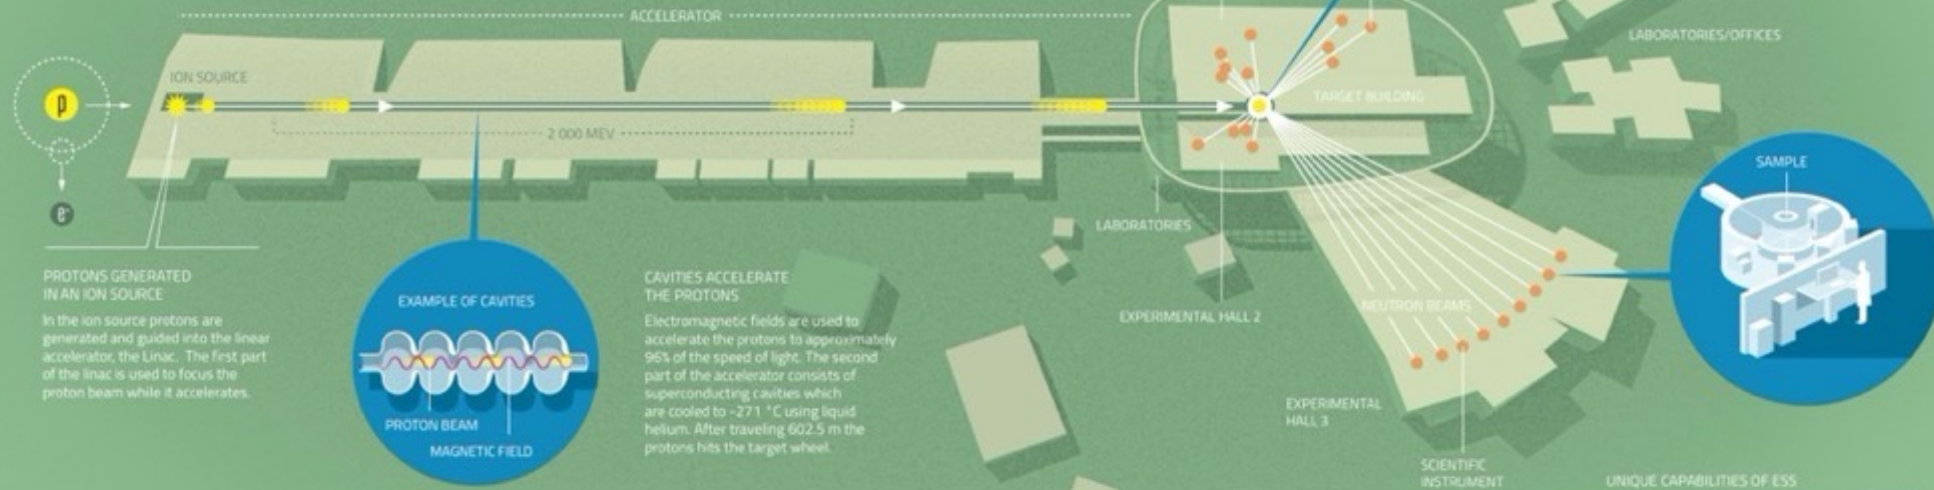 ACCELERATOR
LABORATORIES/OFFICES
ION SOURCE
p
TARGET BUILDING
2 000 MEV
SAMPLE
e-
LABORATORIES
PROTONS GENERATED
IN AN ION SOURCE
In the ion source protons are
generated and guided into the linear
accelerator, the Linac. The first part
of the linac is used to focus the
proton beam while it accelerates.
EXAMPLE OF CAVITIES
PROTON BEAM
MAGNETIC FIELD
CAVITIES ACCELERATE
THE PROTONS
Electromagnetic fields are used to
accelerate the protons to approximately
96% of the speed of light. The second
part of the accelerator consists of
superconducting cavities which
are cooled to -271 °C using liquid
helium. After traveling 602.5 m the
protons hits the target wheel.
EXPERIMENTAL HALL 2
NEUTRON BEAMS
EXPERIMENTAL
HALL 3
SCIENTIFIC
INSTRUMENT
UNIQUE CAPABILITIES OF ESS